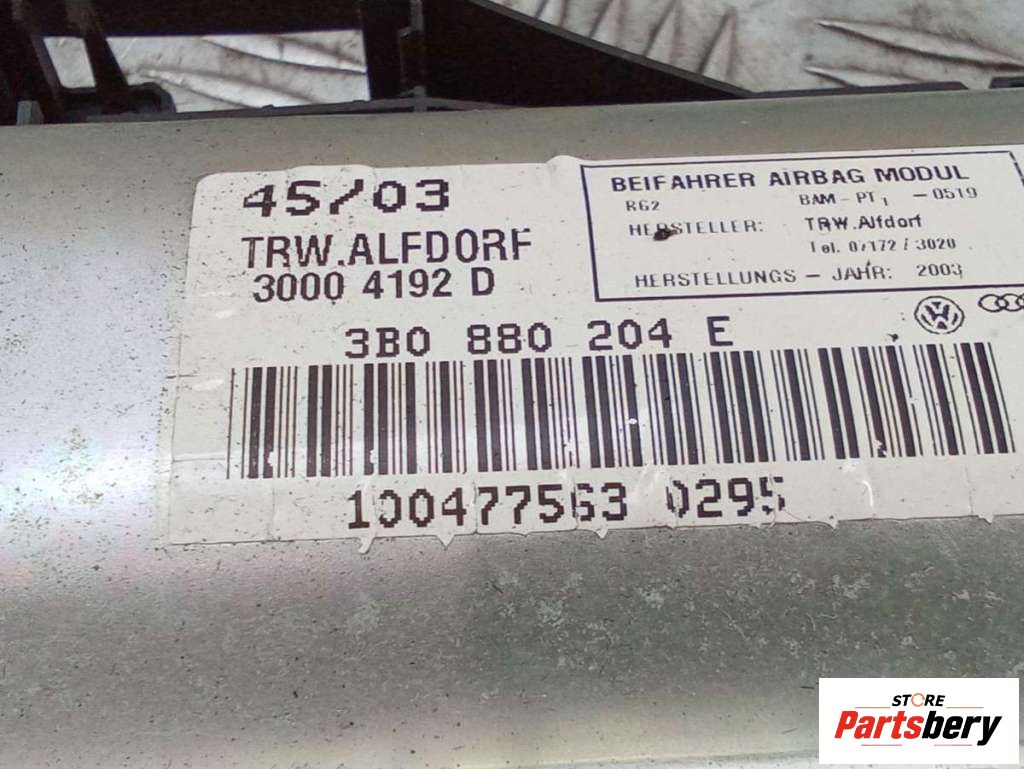 45/03
TRW.ALFDORF
3000 4192 D
BEIFAHRER AIRBAG MODUL
RG2 BAM - PT1 - 0519
HERSTELLER: TRW.Alfdorf
Tel. 07172 / 3020
HERSTELLUNGS - JAHR: 2003
3B0 880 204 E
100477563 0295
STORE
Partsbery